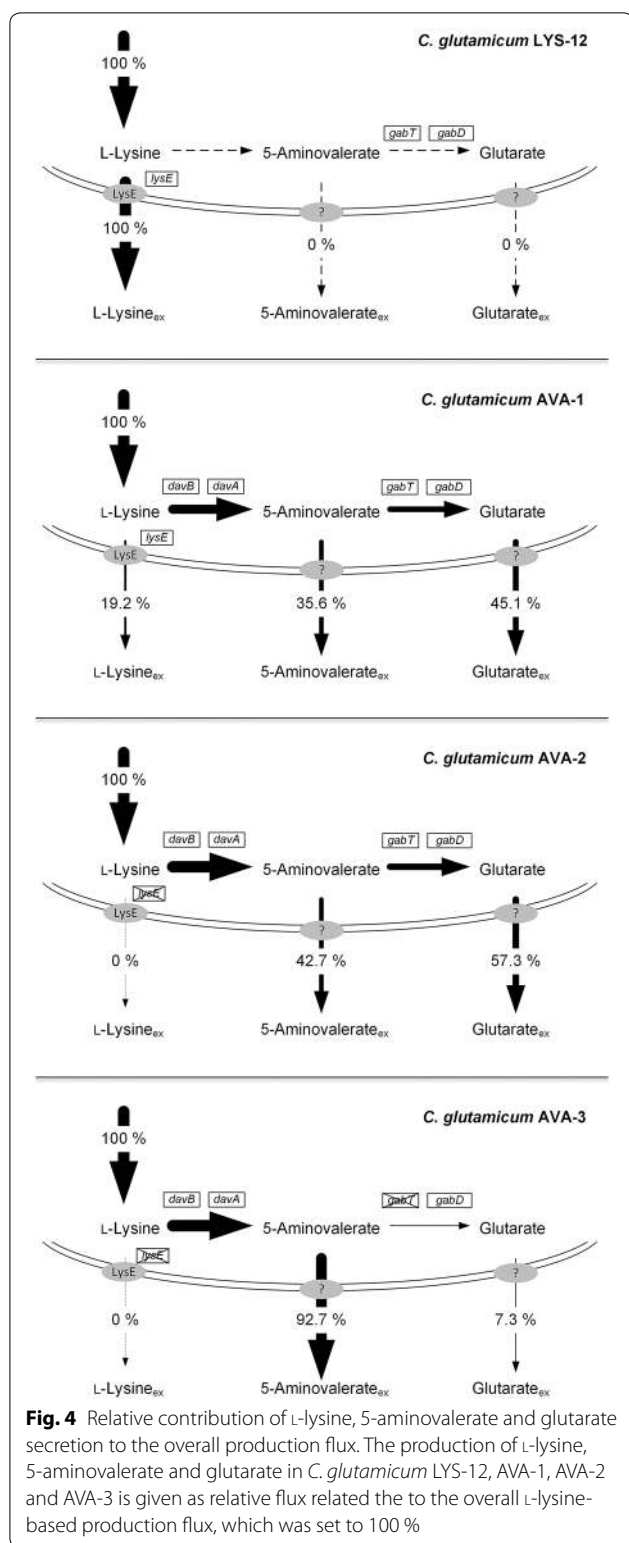 C. glutamicum LYS-12
100 %
gabT gabD
L-Lysine 5-Aminovalerate Glutarate
lysE
LysE ? ?
100 % 0 % 0 %
L-Lysineex 5-Aminovalerateex Glutarateex
C. glutamicum AVA-1
100 %
davB davA gabT gabD
L-Lysine 5-Aminovalerate Glutarate
lysE
LysE ? ?
19.2 % 35.6 % 45.1 %
L-Lysineex 5-Aminovalerateex Glutarateex
C. glutamicum AVA-2
100 %
davB davA gabT gabD
L-Lysine 5-Aminovalerate Glutarate
lysE
LysE ? ?
0 % 42.7 % 57.3 %
L-Lysineex 5-Aminovalerateex Glutarateex
C. glutamicum AVA-3
100 %
davB davA gabT gabD
L-Lysine 5-Aminovalerate Glutarate
lysE
LysE ? ?
0 % 92.7 % 7.3 %
L-Lysineex 5-Aminovalerateex Glutarateex
Fig. 4 Relative contribution of L-lysine, 5-aminovalerate and glutarate
secretion to the overall production flux. The production of L-lysine,
5-aminovalerate and glutarate in C. glutamicum LYS-12, AVA-1, AVA-2
and AVA-3 is given as relative flux related the to the overall L-lysine-
based production flux, which was set to 100 %